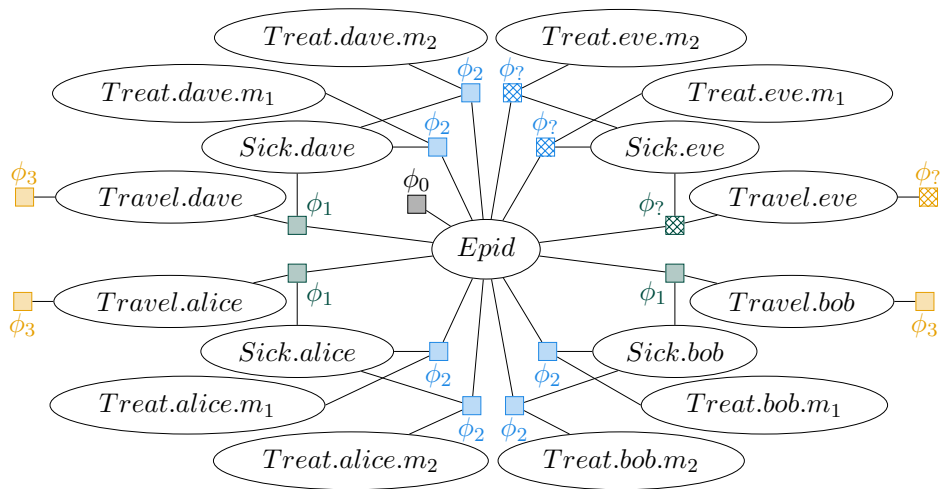 Treat.dave.m₂ Treat.eve.m₂
ϕ₂ ϕ?
Treat.dave.m₁ Treat.eve.m₁
ϕ₂ ϕ?
Sick.dave Sick.eve
ϕ₃ ϕ₀ ϕ?
Travel.dave ϕ₁ ϕ? Travel.eve
Epid
Travel.alice ϕ₁ ϕ₁ Travel.bob
ϕ₃ ϕ₃
Sick.alice Sick.bob
ϕ₂ ϕ₂
Treat.alice.m₁ Treat.bob.m₁
ϕ₂ ϕ₂
Treat.alice.m₂ Treat.bob.m₂